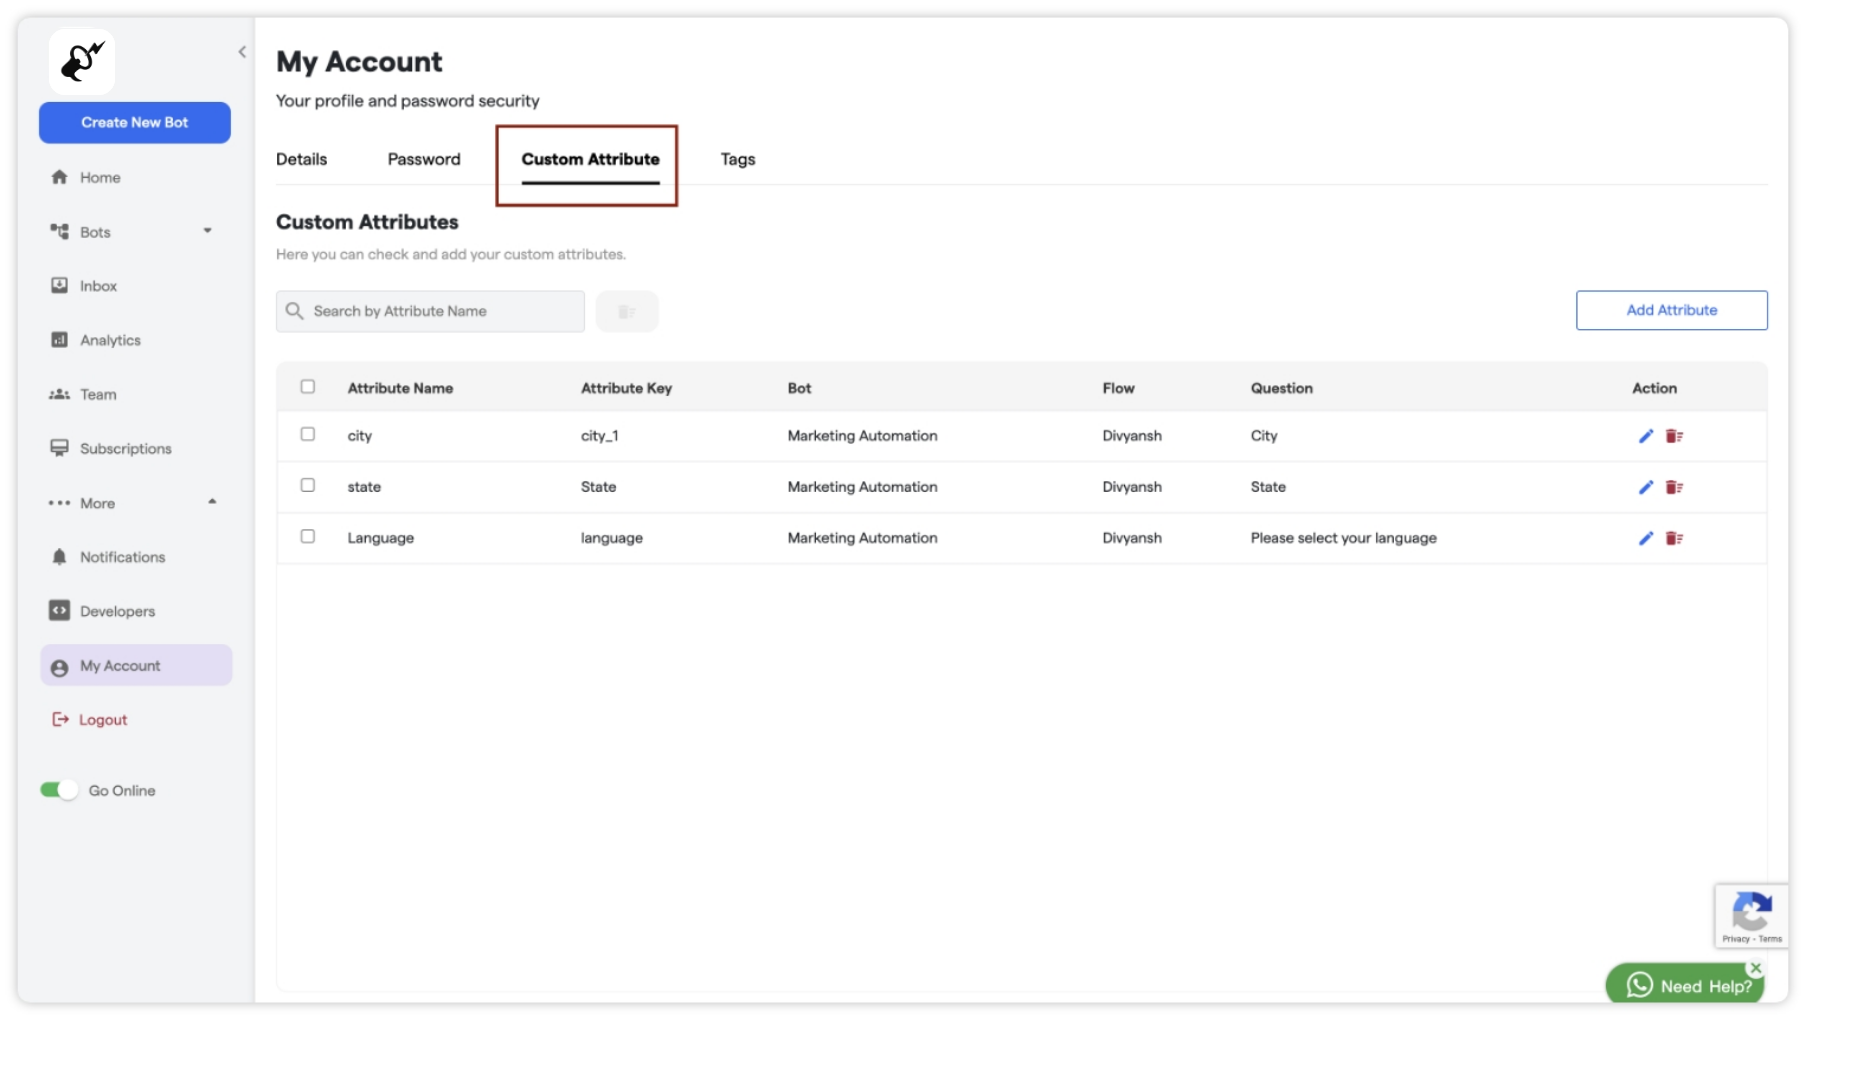 Create New Bot
Home
Bots
Inbox
Analytics
Team
Subscriptions
More
Notifications
Developers
My Account
Logout
Go Online
My Account
Your profile and password security
Details Password Custom Attribute Tags
Custom Attributes
Here you can check and add your custom attributes.
Search by Attribute Name
Add Attribute
Attribute Name Attribute Key Bot Flow Question Action
city city_1 Marketing Automation Divyansh City
state State Marketing Automation Divyansh State
Language language Marketing Automation Divyansh Please select your language
Privacy - Terms
Need Help?